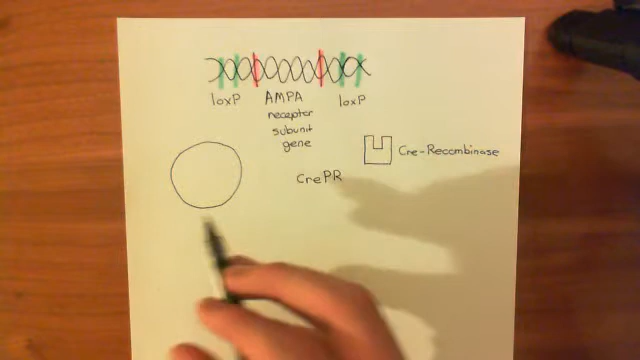 loxP
AMPA
receptor
subunit
gene
loxP
Cre-Recombinase
CrePR